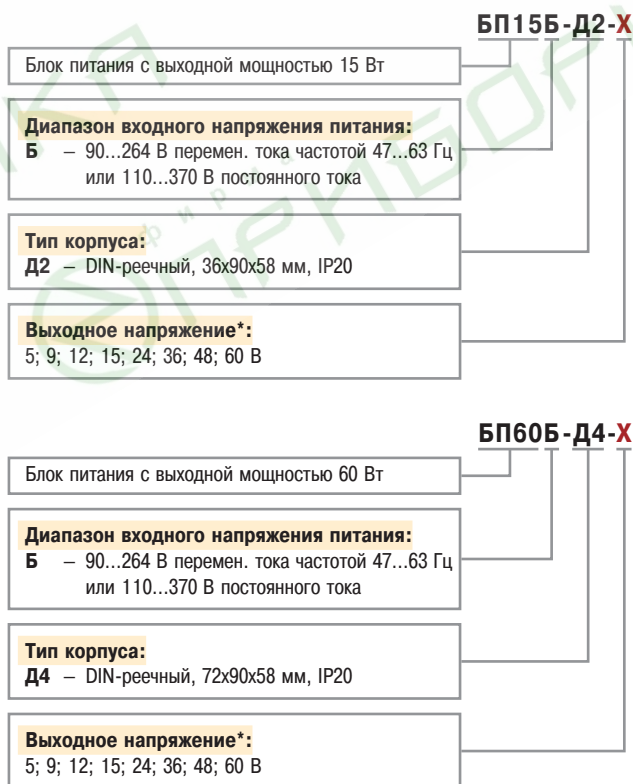 БП15Б-Д2-Х
Блок питания с выходной мощностью 15 Вт
Диапазон входного напряжения питания:
Б – 90...264 В перемен. тока частотой 47...63 Гц
или 110...370 В постоянного тока
Тип корпуса:
Д2 – DIN-реечный, 36х90х58 мм, IP20
Выходное напряжение*:
5; 9; 12; 15; 24; 36; 48; 60 В
БП60Б-Д4-Х
Блок питания с выходной мощностью 60 Вт
Диапазон входного напряжения питания:
Б – 90...264 В перемен. тока частотой 47...63 Гц
или 110...370 В постоянного тока
Тип корпуса:
Д4 – DIN-реечный, 72х90х58 мм, IP20
Выходное напряжение*:
5; 9; 12; 15; 24; 36; 48; 60 В